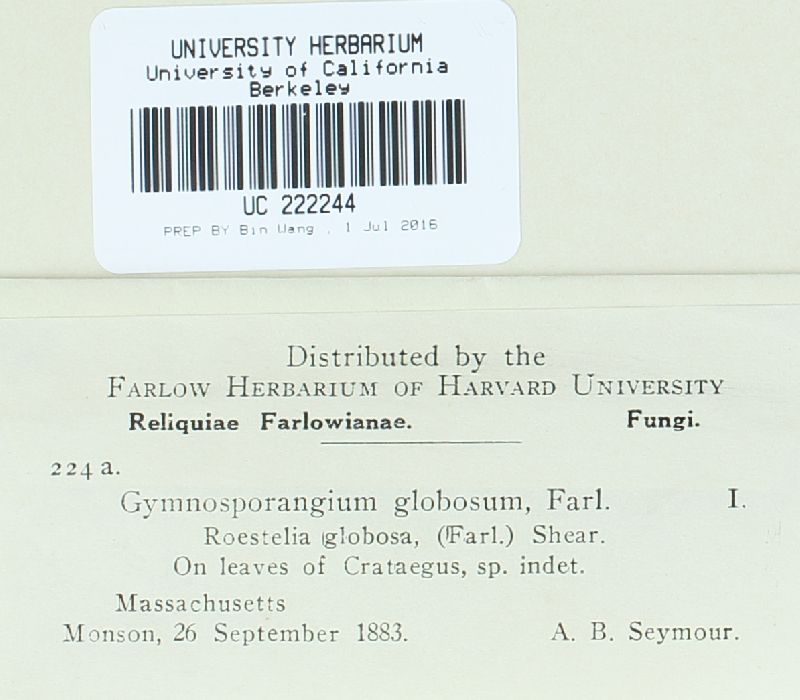 UNIVERSITY HERBARIUM
University of California
Berkeley
UC 222244
PREP BY Bin Wang , 1 Jul 2016
Distributed by the
FARLOW HERBARIUM OF HARVARD UNIVERSITY
Reliquiae Farlowianae. Fungi.
224 a.
Gymnosporangium globosum, Farl. I.
Roestelia globosa, (Farl.) Shear.
On leaves of Crataegus, sp. indet.
Massachusetts
Monson, 26 September 1883. A. B. Seymour.